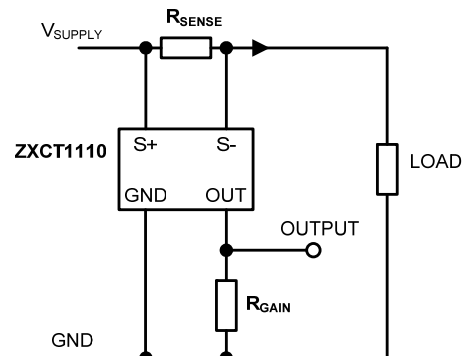 RSENSE
VSUPPLY
ZXCT1110
S+ S-
LOAD
GND OUT
OUTPUT
RGAIN
GND